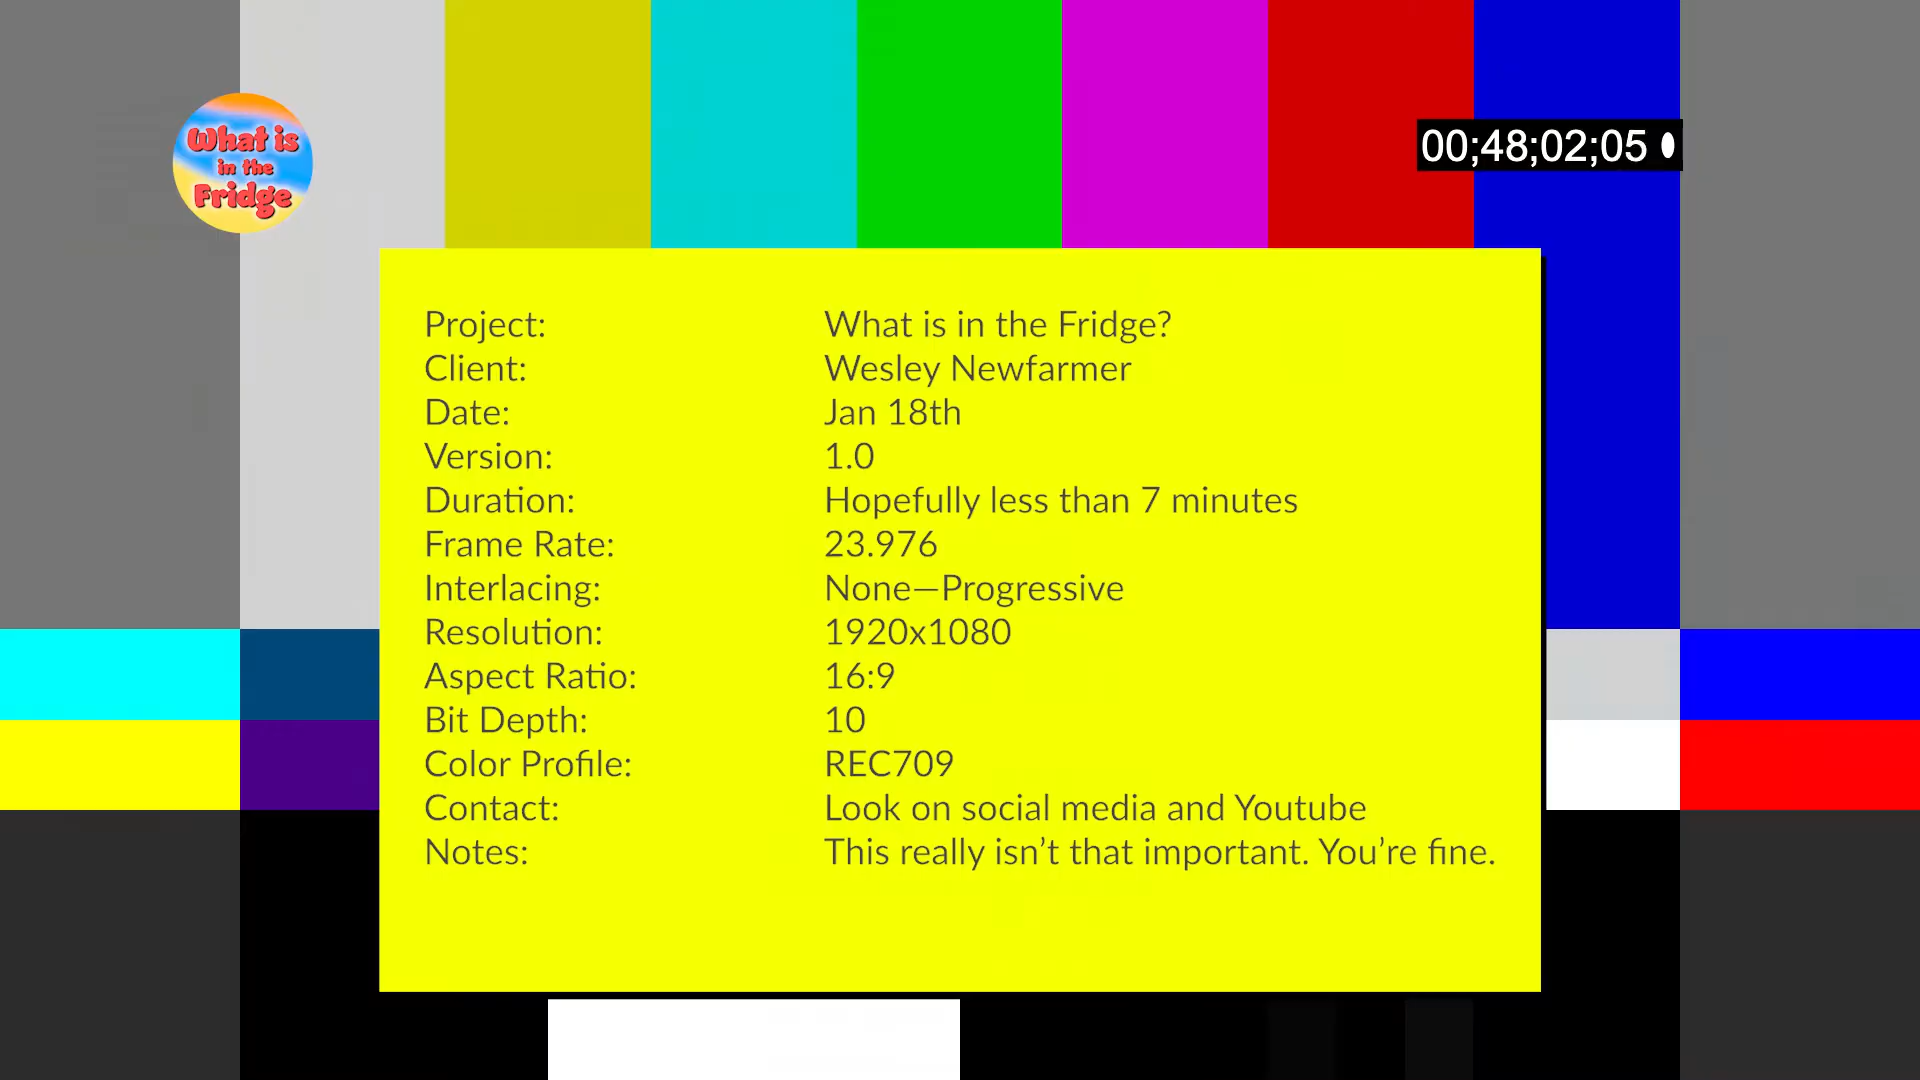 What is
in the
Fridge
00;48;02;05
Project: What is in the Fridge?
Client: Wesley Newfarmer
Date: Jan 18th
Version: 1.0
Duration: Hopefully less than 7 minutes
Frame Rate: 23.976
Interlacing: None—Progressive
Resolution: 1920x1080
Aspect Ratio: 16:9
Bit Depth: 10
Color Profile: REC709
Contact: Look on social media and Youtube
Notes: This really isn’t that important. You’re fine.